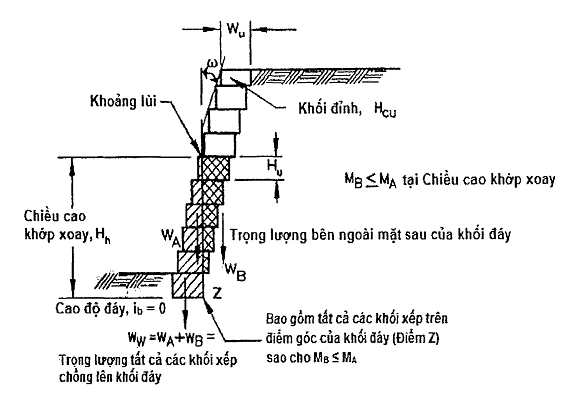 Wᵤ
ω
Khoảng lùi
Khối đỉnh, H_CU
Hᵤ
M_B ≤ M_A tại Chiều cao khớp xoay
Chiều cao
khớp xoay, Hₕ
W_A
Trọng lượng bên ngoài mặt sau của khối đáy
W_B
Z
Cao độ đáy, i_b = 0
W_W = W_A + W_B =
Trọng lượng tất cả các khối xếp
chồng lên khối đáy
Bao gồm tất cả các khối xếp trên
điểm góc của khối đáy (Điểm Z)
sao cho M_B ≤ M_A